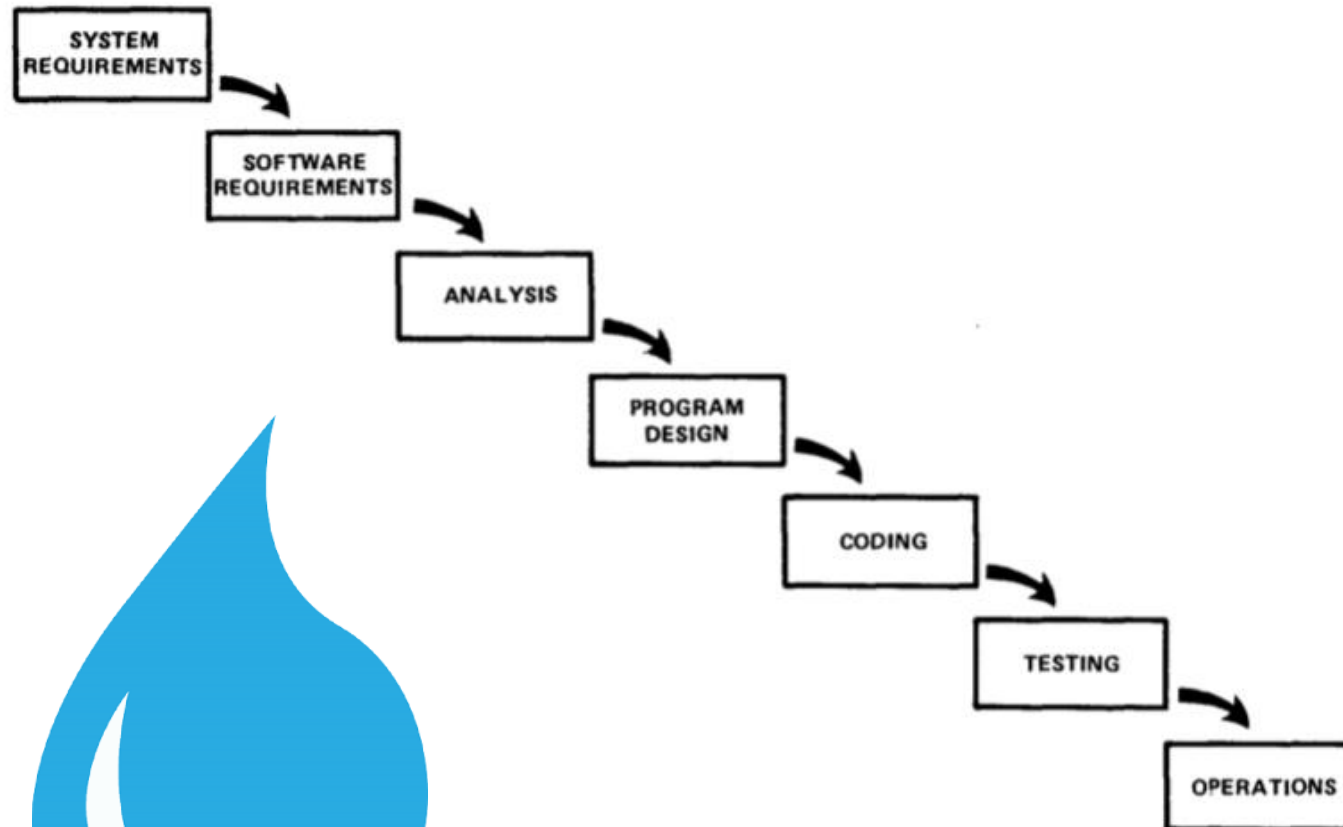 SYSTEM
REQUIREMENTS
SOFTWARE
REQUIREMENTS
ANALYSIS
PROGRAM
DESIGN
CODING
TESTING
OPERATIONS